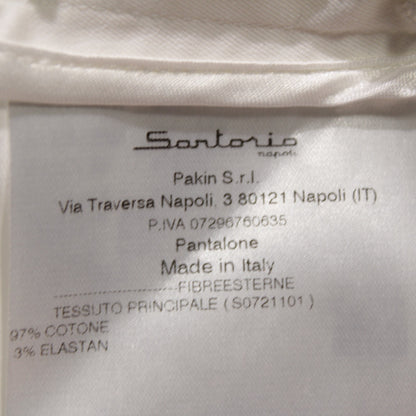 Sartorio
napoli
Pakin S.r.l.
Via Traversa Napoli, 3 80121 Napoli (IT)
P.IVA 07296760635
Pantalone
Made in Italy
--------------------FIBREESTERNE
TESSUTO PRINCIPALE ( S0721101 )
97% COTONE
3% ELASTAN